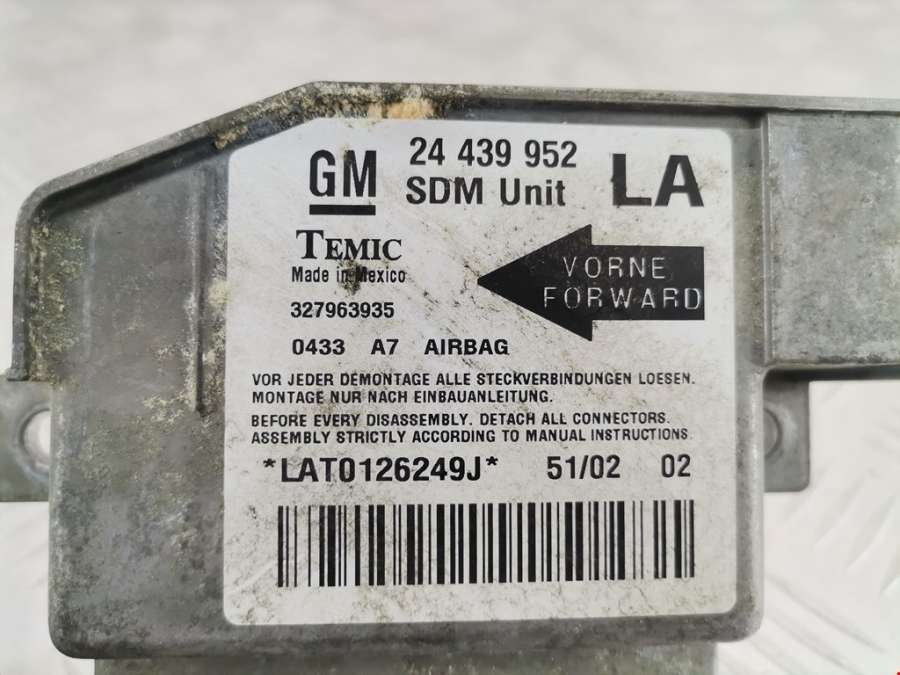 GM 24 439 952 LA
SDM Unit
TEMIC
Made in Mexico
VORNE
FORWARD
327963935
0433 A7 AIRBAG
VOR JEDER DEMONTAGE ALLE STECKVERBINDUNGEN LOESEN.
MONTAGE NUR NACH EINBAUANLEITUNG.
BEFORE EVERY DISASSEMBLY. DETACH ALL CONNECTORS.
ASSEMBLY STRICTLY ACCORDING TO MANUAL INSTRUCTIONS.
*LAT0126249J* 51/02 02